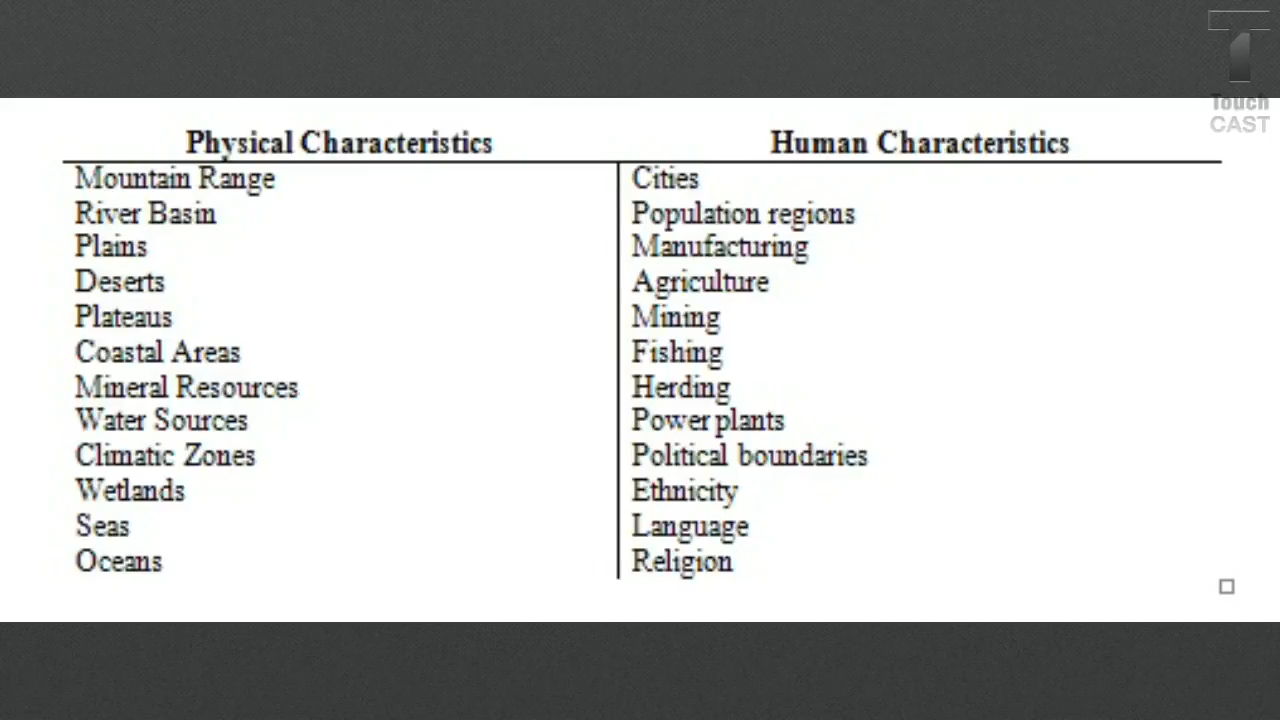 Physical Characteristics Human Characteristics
Mountain Range Cities
River Basin Population regions
Plains Manufacturing
Deserts Agriculture
Plateaus Mining
Coastal Areas Fishing
Mineral Resources Herding
Water Sources Power plants
Climatic Zones Political boundaries
Wetlands Ethnicity
Seas Language
Oceans Religion
Touch
CAST